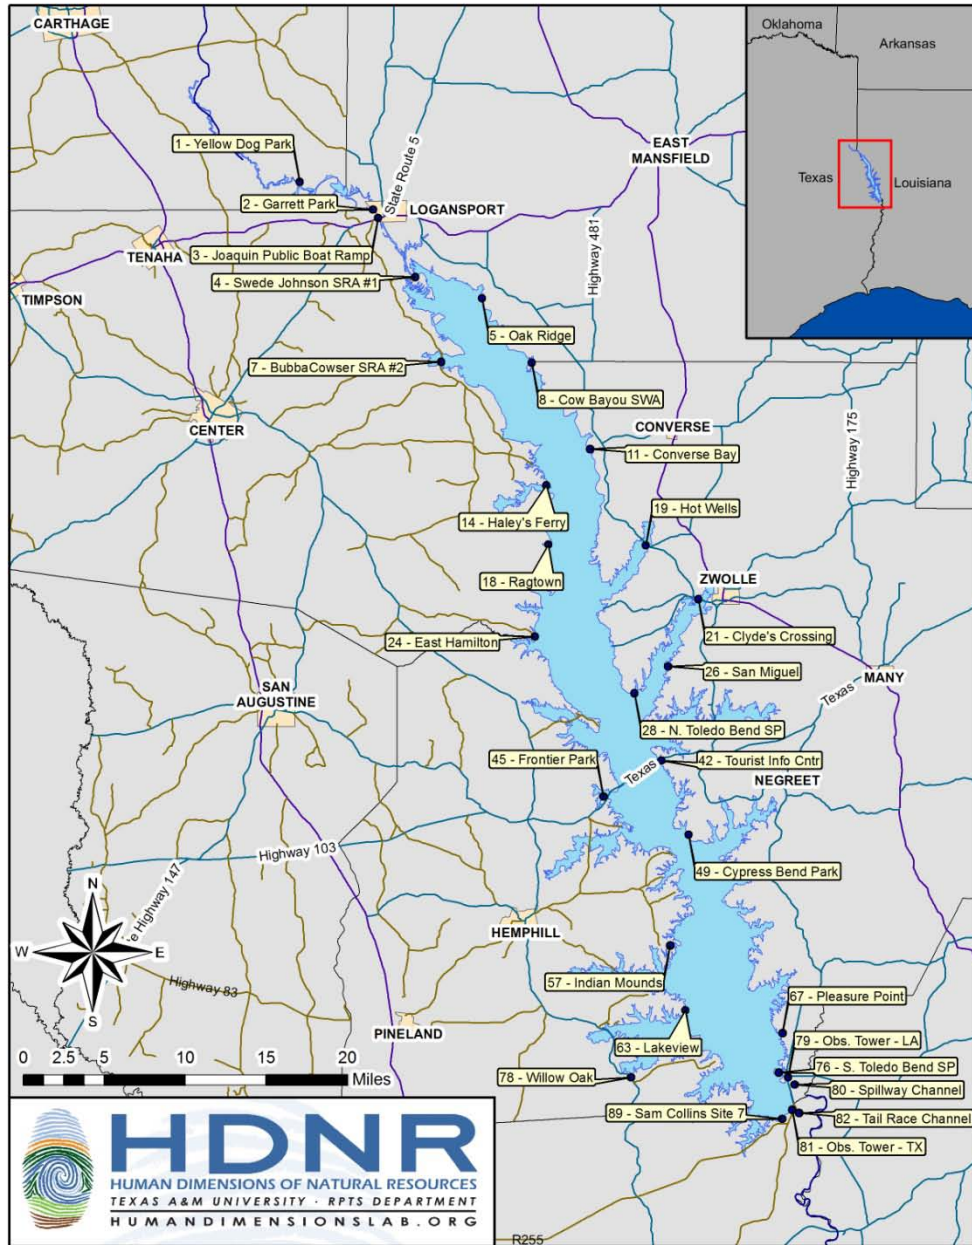 CARTHAGE
Oklahoma
Arkansas
Texas
Louisiana
1 - Yellow Dog Park
State Route 5
EAST
MANSFIELD
2 - Garrett Park
LOGANSPORT
TENAHA
3 - Joaquin Public Boat Ramp
Highway 481
4 - Swede Johnson SRA #1
TIMPSON
5 - Oak Ridge
7 - BubbaCowser SRA #2
8 - Cow Bayou SWA
CENTER
CONVERSE
Highway 175
11 - Converse Bay
14 - Haley's Ferry
19 - Hot Wells
18 - Ragtown
ZWOLLE
24 - East Hamilton
21 - Clyde's Crossing
26 - San Miguel
MANY
SAN
AUGUSTINE
Texas
28 - N. Toledo Bend SP
45 - Frontier Park
Texas
42 - Tourist Info Cntr
NEGREET
Highway 103
49 - Cypress Bend Park
Highway 147
N
W
E
S
HEMPHILL
Highway 83
57 - Indian Mounds
67 - Pleasure Point
PINELAND
63 - Lakeview
79 - Obs. Tower - LA
76 - S. Toledo Bend SP
78 - Willow Oak
80 - Spillway Channel
0 2.5 5 10 15 20
Miles
89 - Sam Collins Site 7
82 - Tail Race Channel
81 - Obs. Tower - TX
HDNR
HUMAN DIMENSIONS OF NATURAL RESOURCES
TEXAS A&M UNIVERSITY · RPTS DEPARTMENT
HUMANDIMENSIONSLAB.ORG
R255